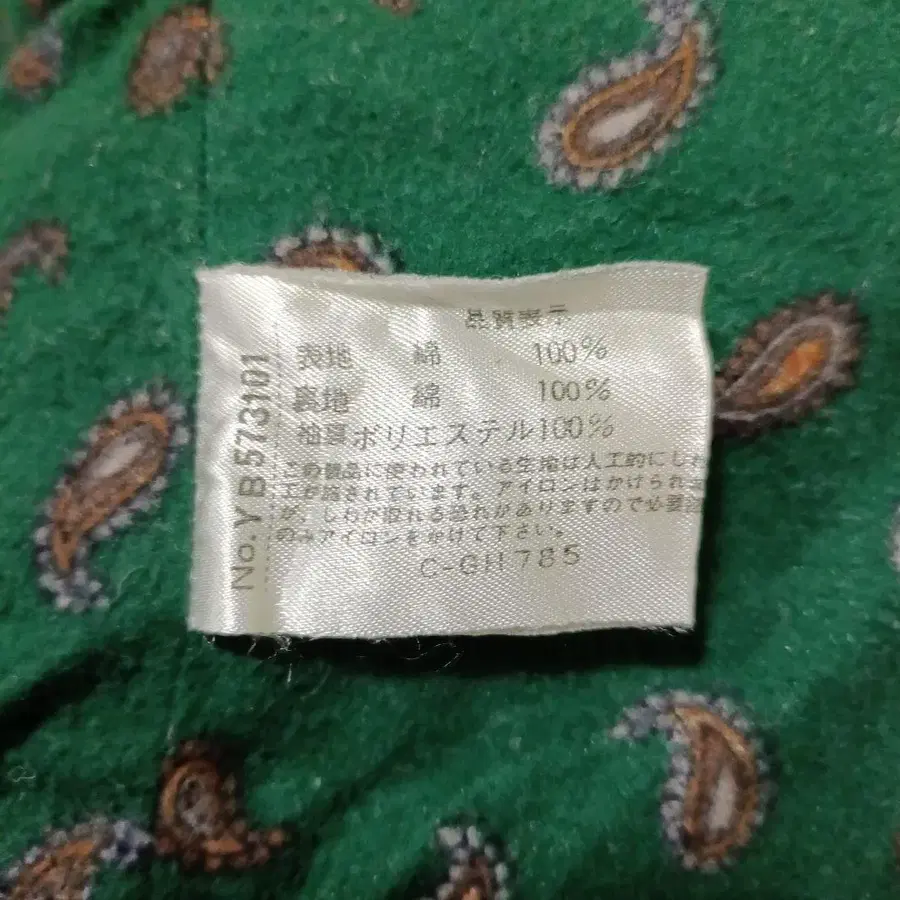 品質表示
表地 綿 100%
裏地 綿 100%
袖裏 ポリエステル100%
この製品に使われている生地は人工的にしわ
工が施されています。アイロンはかけられま
が、しわが取れる恐れがありますので必要
のみアイロンをかけて下さい。
C-GH785
No.YB573101